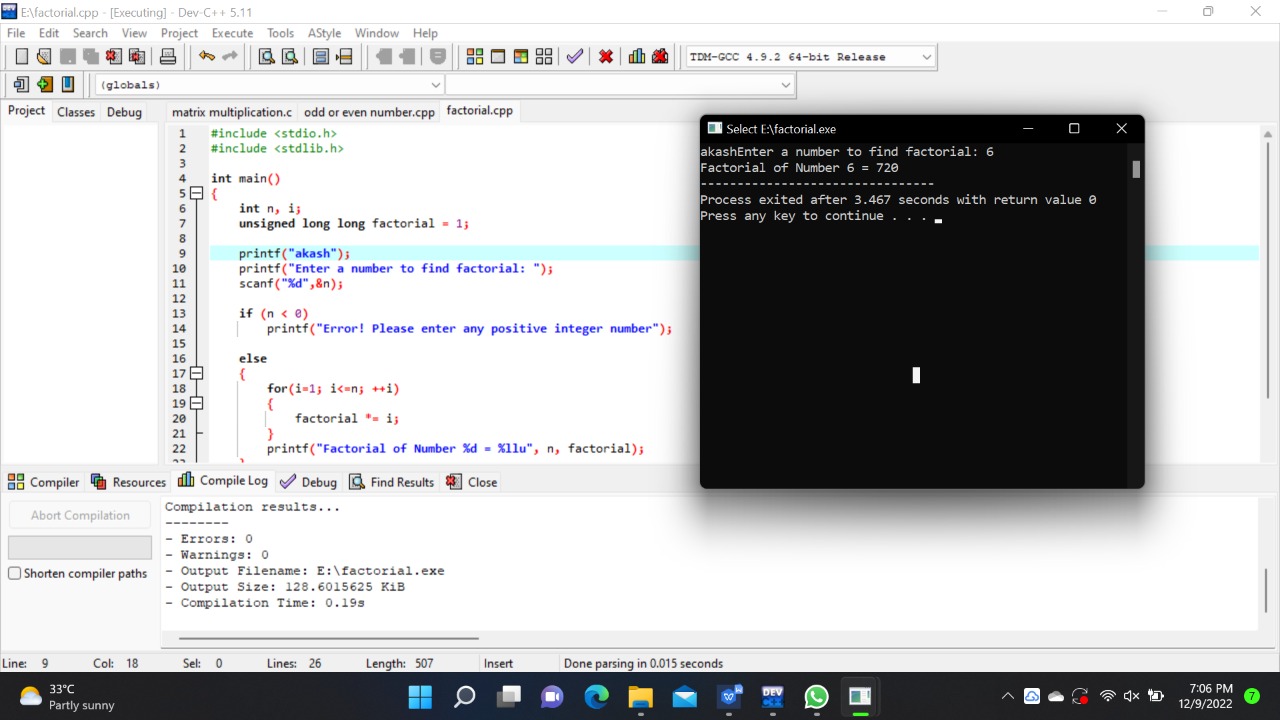 E:\factorial.cpp - [Executing] - Dev-C++ 5.11
File Edit Search View Project Execute Tools AStyle Window Help
TDM-GCC 4.9.2 64-bit Release
(globals)
Project Classes Debug
matrix multiplication.c odd or even number.cpp factorial.cpp
1 #include <stdio.h>
2 #include <stdlib.h>
3
4 int main()
5 {
6 int n, i;
7 unsigned long long factorial = 1;
8
9 printf("akash");
10 printf("Enter a number to find factorial: ");
11 scanf("%d",&n);
12
13 if (n < 0)
14 printf("Error! Please enter any positive integer number");
15
16 else
17 {
18 for(i=1; i<=n; ++i)
19 {
20 factorial *= i;
21 }
22 printf("Factorial of Number %d = %llu", n, factorial);
Select E:\factorial.exe
akashEnter a number to find factorial: 6
Factorial of Number 6 = 720
--------------------------------
Process exited after 3.467 seconds with return value 0
Press any key to continue . . .
Compiler Resources Compile Log Debug Find Results Close
Abort Compilation
Shorten compiler paths
Compilation results...
--------
- Errors: 0
- Warnings: 0
- Output Filename: E:\factorial.exe
- Output Size: 128.6015625 KiB
- Compilation Time: 0.19s
Line: 9 Col: 18 Sel: 0 Lines: 26 Length: 507 Insert Done parsing in 0.015 seconds
33°C
Partly sunny
DEV
7:06 PM
12/9/2022
7